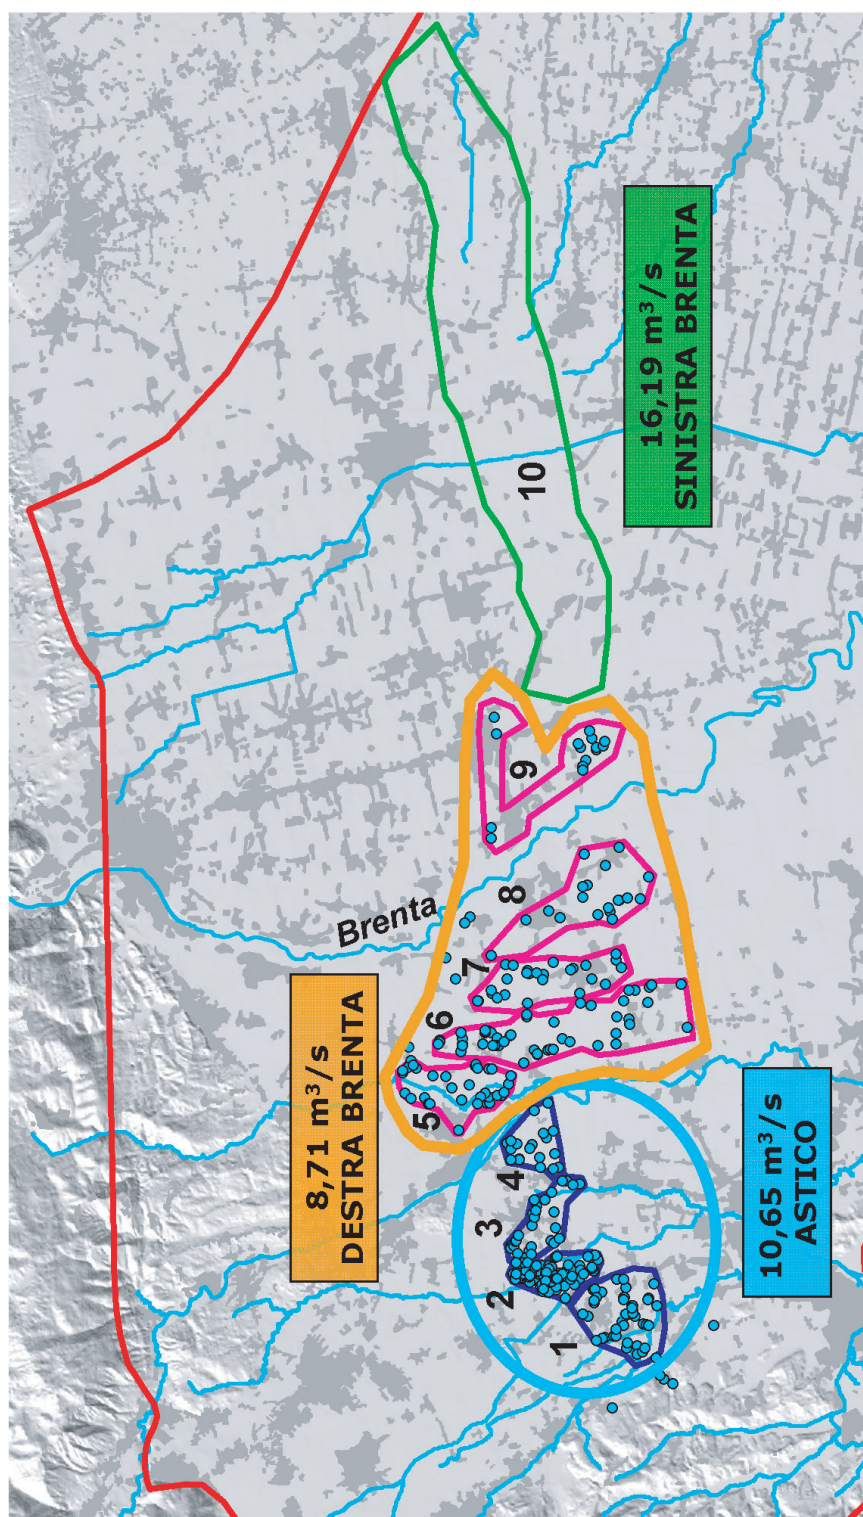 8,71 m³/s
DESTRA BRENTA
Brenta
10,65 m³/s
ASTICO
16,19 m³/s
SINISTRA BRENTA
1
2
3
4
5
6
7
8
9
10